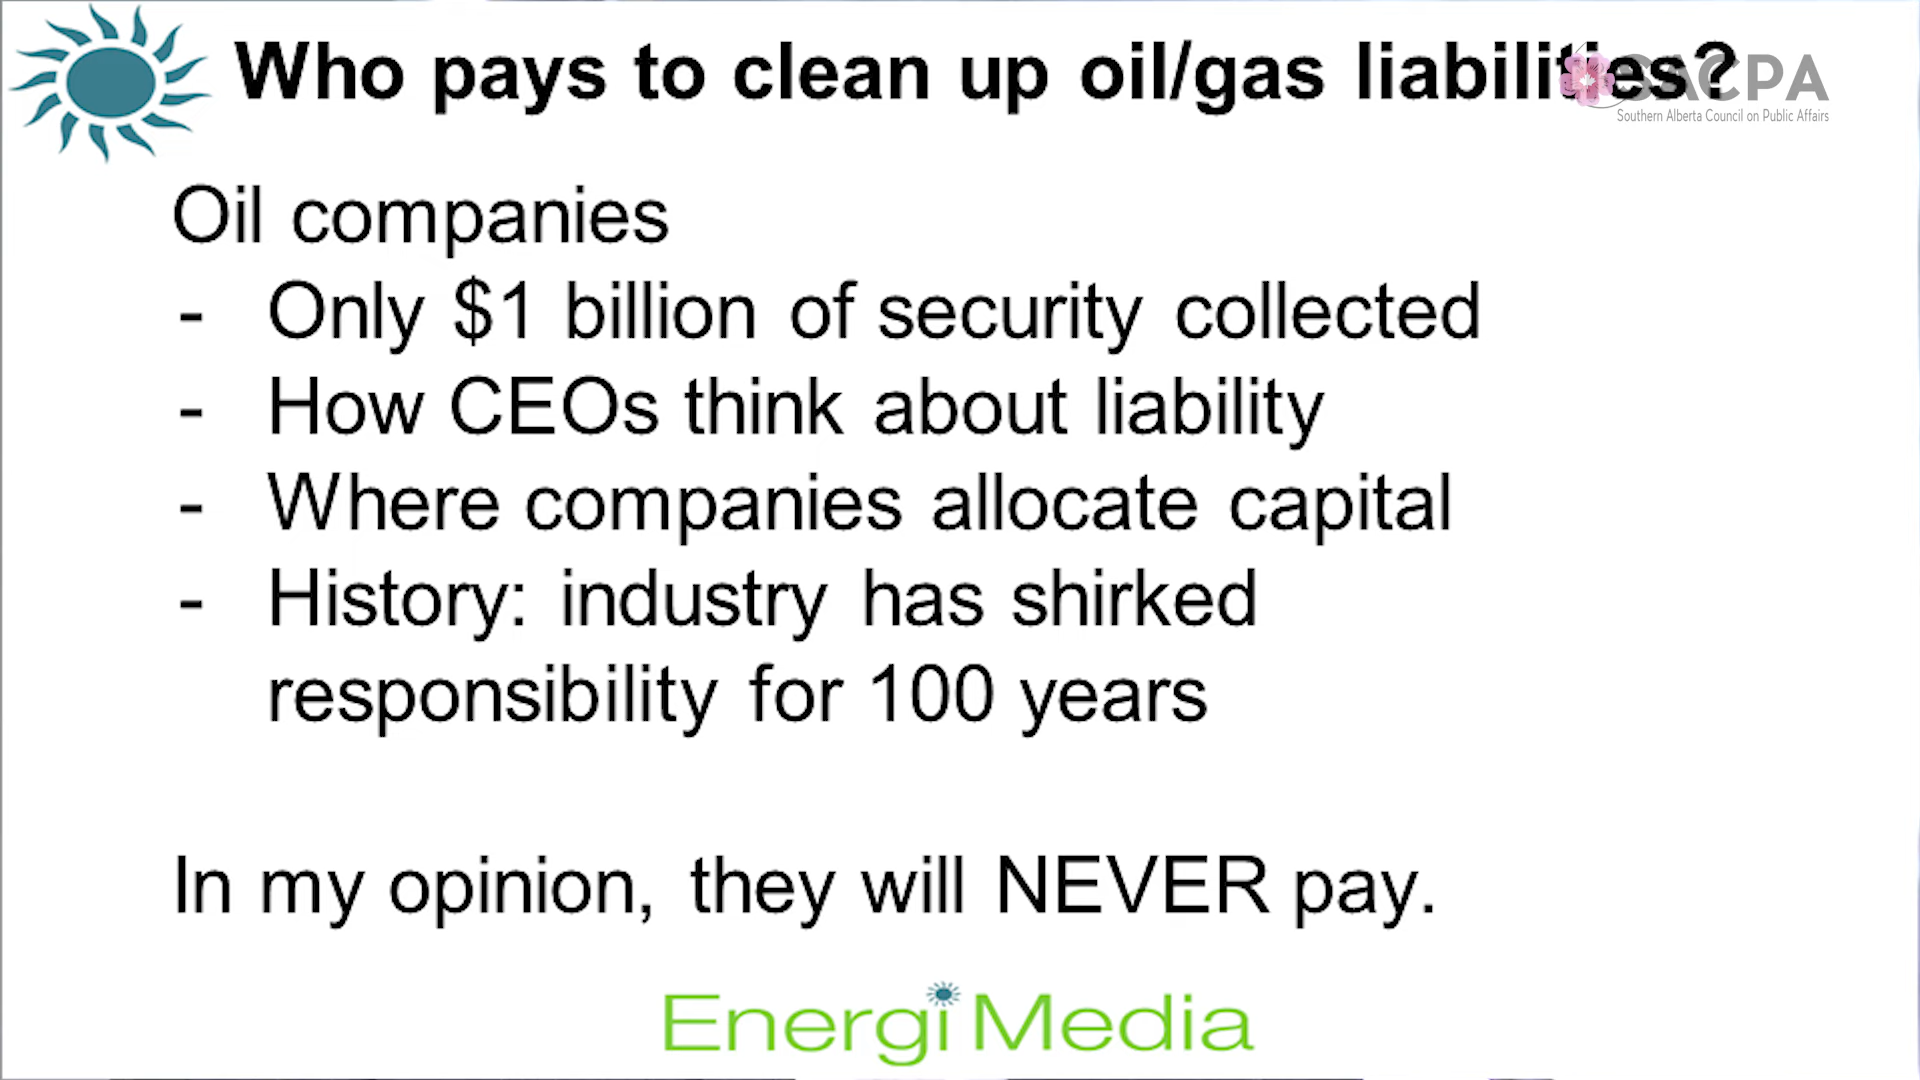 Who pays to clean up oil/gas liabilities?
SACPA
Southern Alberta Council on Public Affairs
Oil companies
- Only $1 billion of security collected
- How CEOs think about liability
- Where companies allocate capital
- History: industry has shirked
responsibility for 100 years
In my opinion, they will NEVER pay.
Energi Media